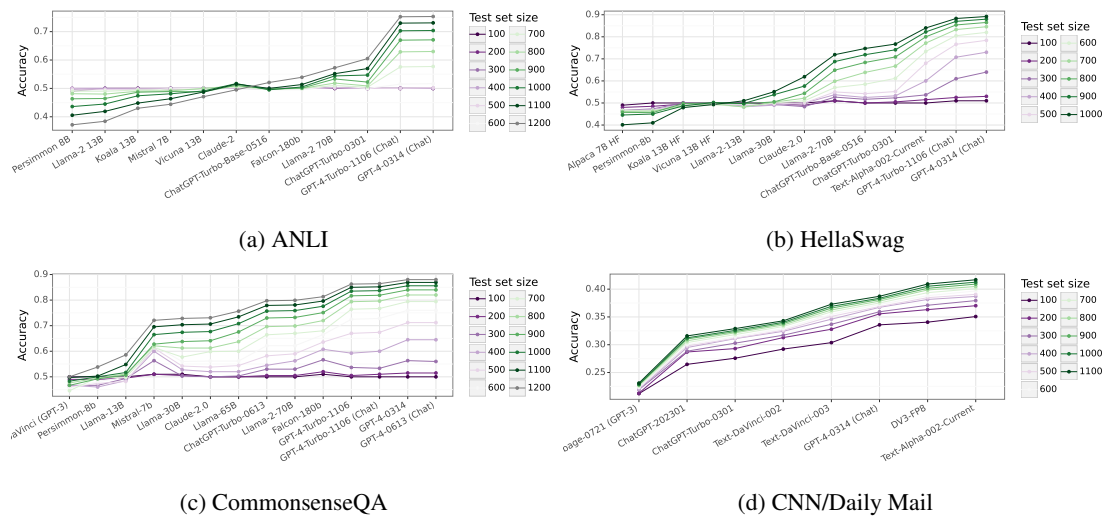 Accuracy
0.7
0.6
0.5
0.4
Persimmon 8B
Llama-2 13B
Koala 13B
Mistral 7B
Vicuna 13B
Claude-2
ChatGPT-Turbo-Base-0516
Falcon-180b
Llama-2 70B
ChatGPT-Turbo-0301
GPT-4-Turbo-1106 (Chat)
GPT-4-0314 (Chat)
Test set size
100 700
200 800
300 900
400 1000
500 1100
600 1200
(a) ANLI
Accuracy
0.9
0.8
0.7
0.6
0.5
0.4
Alpaca 7B HF
Persimmon-8b
Koala 13B HF
Vicuna 13B HF
Llama-2-13B
Llama-30B
Claude-2.0
Llama-2-70B
ChatGPT-Turbo-Base-0516
ChatGPT-Turbo-0301
Text-Alpha-002-Current
GPT-4-Turbo-1106 (Chat)
GPT-4-0314 (Chat)
Test set size
100 600
200 700
300 800
400 900
500 1000
(b) HellaSwag
Accuracy
0.9
0.8
0.7
0.6
0.5
aVinci (GPT-3)
Persimmon-8b
Llama-13B
Mistral-7b
Llama-30B
Claude-2.0
Llama-65B
ChatGPT-Turbo-0613
Llama-2-70B
Falcon-180b
GPT-4-Turbo-1106
GPT-4-Turbo-1106 (Chat)
GPT-4-0314
GPT-4-0613 (Chat)
Test set size
100 700
200 800
300 900
400 1000
500 1100
600 1200
(c) CommonsenseQA
Accuracy
0.40
0.35
0.30
0.25
page-0721 (GPT-3)
ChatGPT-202301
ChatGPT-Turbo-0301
Text-DaVinci-002
Text-DaVinci-003
GPT-4-0314 (Chat)
DV3-FP8
Text-Alpha-002-Current
Test set size
100 700
200 800
300 900
400 1000
500 1100
600
(d) CNN/Daily Mail